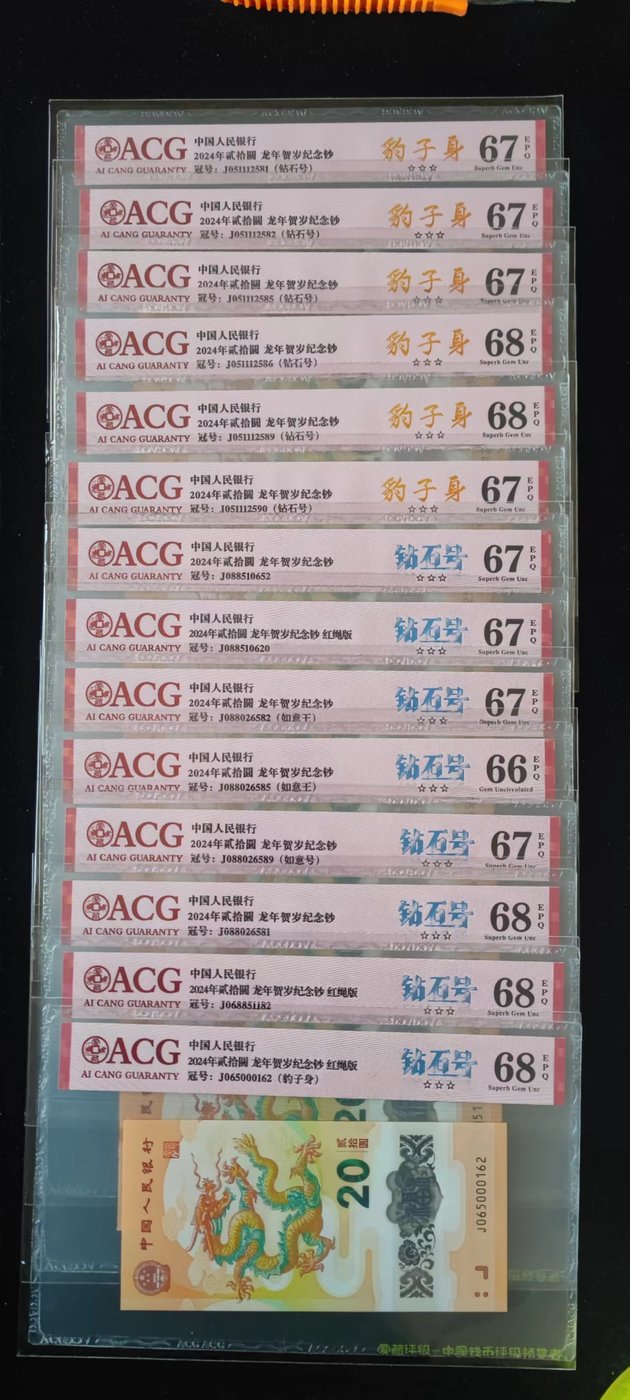 ACG
AI CANG GUARANTY
中国人民银行
2024年贰拾圆 龙年贺岁纪念钞
冠号：J051112581（钻石号）
豹子身
☆☆☆
67
EPQ
Superb Gem Unc
ACG
AI CANG GUARANTY
中国人民银行
2024年贰拾圆 龙年贺岁纪念钞
冠号：J051112582（钻石号）
豹子身
☆☆☆
67
EPQ
Superb Gem Unc
ACG
AI CANG GUARANTY
中国人民银行
2024年贰拾圆 龙年贺岁纪念钞
冠号：J051112585（钻石号）
豹子身
☆☆☆
67
EPQ
Superb Gem Unc
ACG
AI CANG GUARANTY
中国人民银行
2024年贰拾圆 龙年贺岁纪念钞
冠号：J051112586（钻石号）
豹子身
☆☆☆
68
EPQ
Superb Gem Unc
ACG
AI CANG GUARANTY
中国人民银行
2024年贰拾圆 龙年贺岁纪念钞
冠号：J051112589（钻石号）
豹子身
☆☆☆
68
EPQ
Superb Gem Unc
ACG
AI CANG GUARANTY
中国人民银行
2024年贰拾圆 龙年贺岁纪念钞
冠号：J051112590（钻石号）
豹子身
☆☆☆
67
EPQ
Superb Gem Unc
ACG
AI CANG GUARANTY
中国人民银行
2024年贰拾圆 龙年贺岁纪念钞
冠号：J088510652
钻石号
☆☆☆
67
EPQ
Superb Gem Unc
ACG
AI CANG GUARANTY
中国人民银行
2024年贰拾圆 龙年贺岁纪念钞 红绳版
冠号：J088510620
钻石号
☆☆☆
67
EPQ
Superb Gem Unc
ACG
AI CANG GUARANTY
中国人民银行
2024年贰拾圆 龙年贺岁纪念钞
冠号：J088026582（如意王）
钻石号
☆☆☆
67
EPQ
Superb Gem Unc
ACG
AI CANG GUARANTY
中国人民银行
2024年贰拾圆 龙年贺岁纪念钞
冠号：J088026585（如意王）
钻石号
☆☆☆
66
EPQ
Gem Uncirculated
ACG
AI CANG GUARANTY
中国人民银行
2024年贰拾圆 龙年贺岁纪念钞
冠号：J088026589（如意号）
钻石号
☆☆☆
67
EPQ
Superb Gem Unc
ACG
AI CANG GUARANTY
中国人民银行
2024年贰拾圆 龙年贺岁纪念钞
冠号：J088026581
钻石号
☆☆☆
68
EPQ
Superb Gem Unc
ACG
AI CANG GUARANTY
中国人民银行
2024年贰拾圆 龙年贺岁纪念钞 红绳版
冠号：J068851182
钻石号
☆☆☆
68
EPQ
Superb Gem Unc
ACG
AI CANG GUARANTY
中国人民银行
2024年贰拾圆 龙年贺岁纪念钞 红绳版
冠号：J065000162（豹子身）
钻石号
☆☆☆
68
EPQ
Superb Gem Unc
中国人民银行
20
贰拾圆
福
J065000162
爱藏评级－中国钱币评级领导者